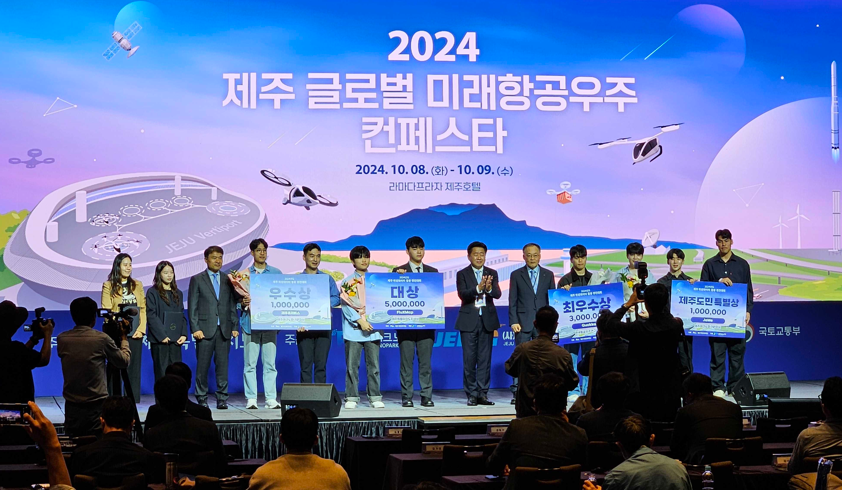 2024
제주 글로벌 미래항공우주
컨페스타
2024. 10. 08. (화) - 10. 09. (수)
라마다프라자 제주호텔
JEJU Vertiport
우수상
1,000,000
대상
5,000,000
최우수상
3,000,000
제주도민 특별상
1,000,000
국토교통부